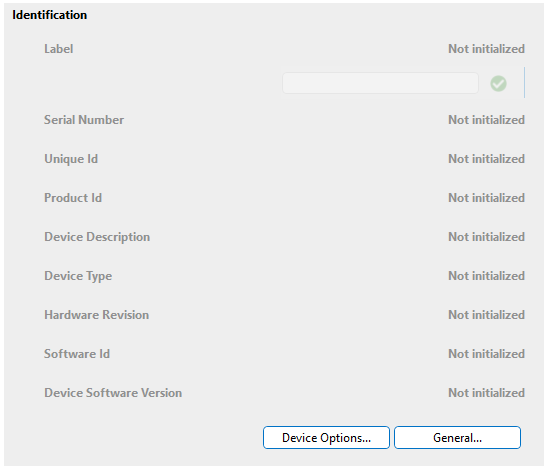 Identification
Label Not initialized
Serial Number Not initialized
Unique Id Not initialized
Product Id Not initialized
Device Description Not initialized
Device Type Not initialized
Hardware Revision Not initialized
Software Id Not initialized
Device Software Version Not initialized
Device Options... General...